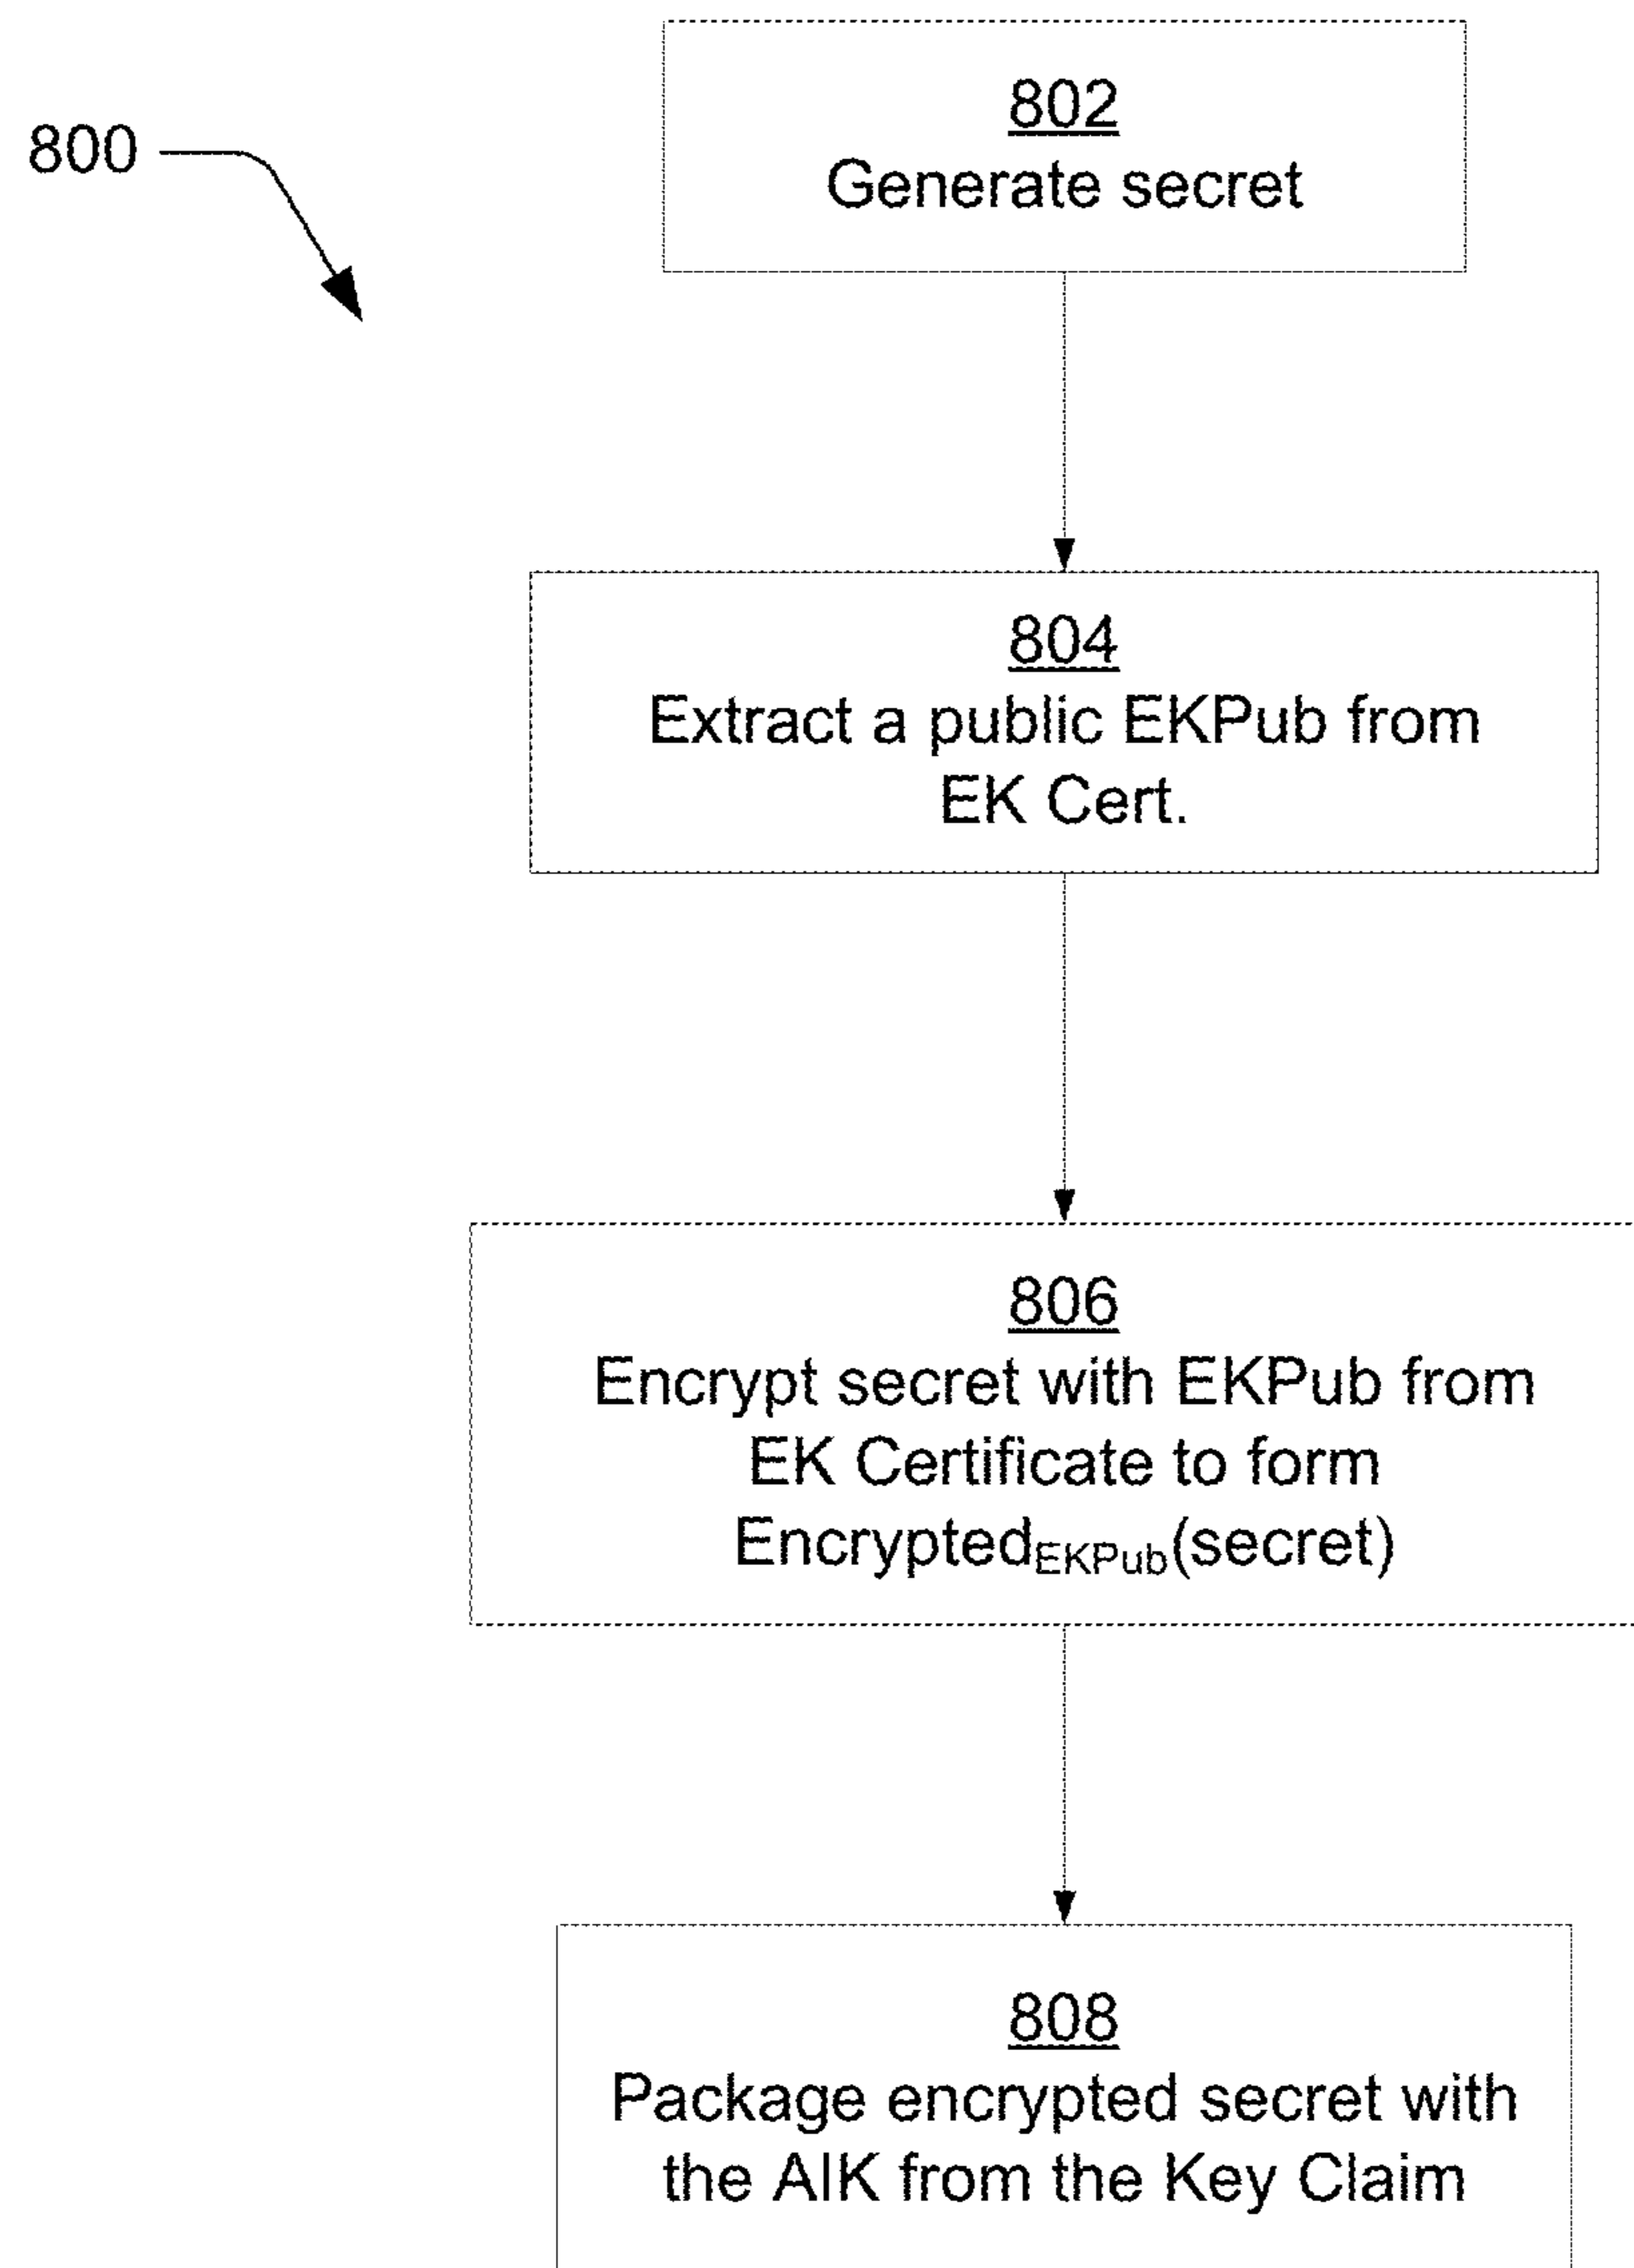 800
802
Generate secret
804
Extract a public EKPub from
EK Cert.
806
Encrypt secret with EKPub from
EK Certificate to form
EncryptedEKPub(secret)
808
Package encrypted secret with
the AIK from the Key Claim